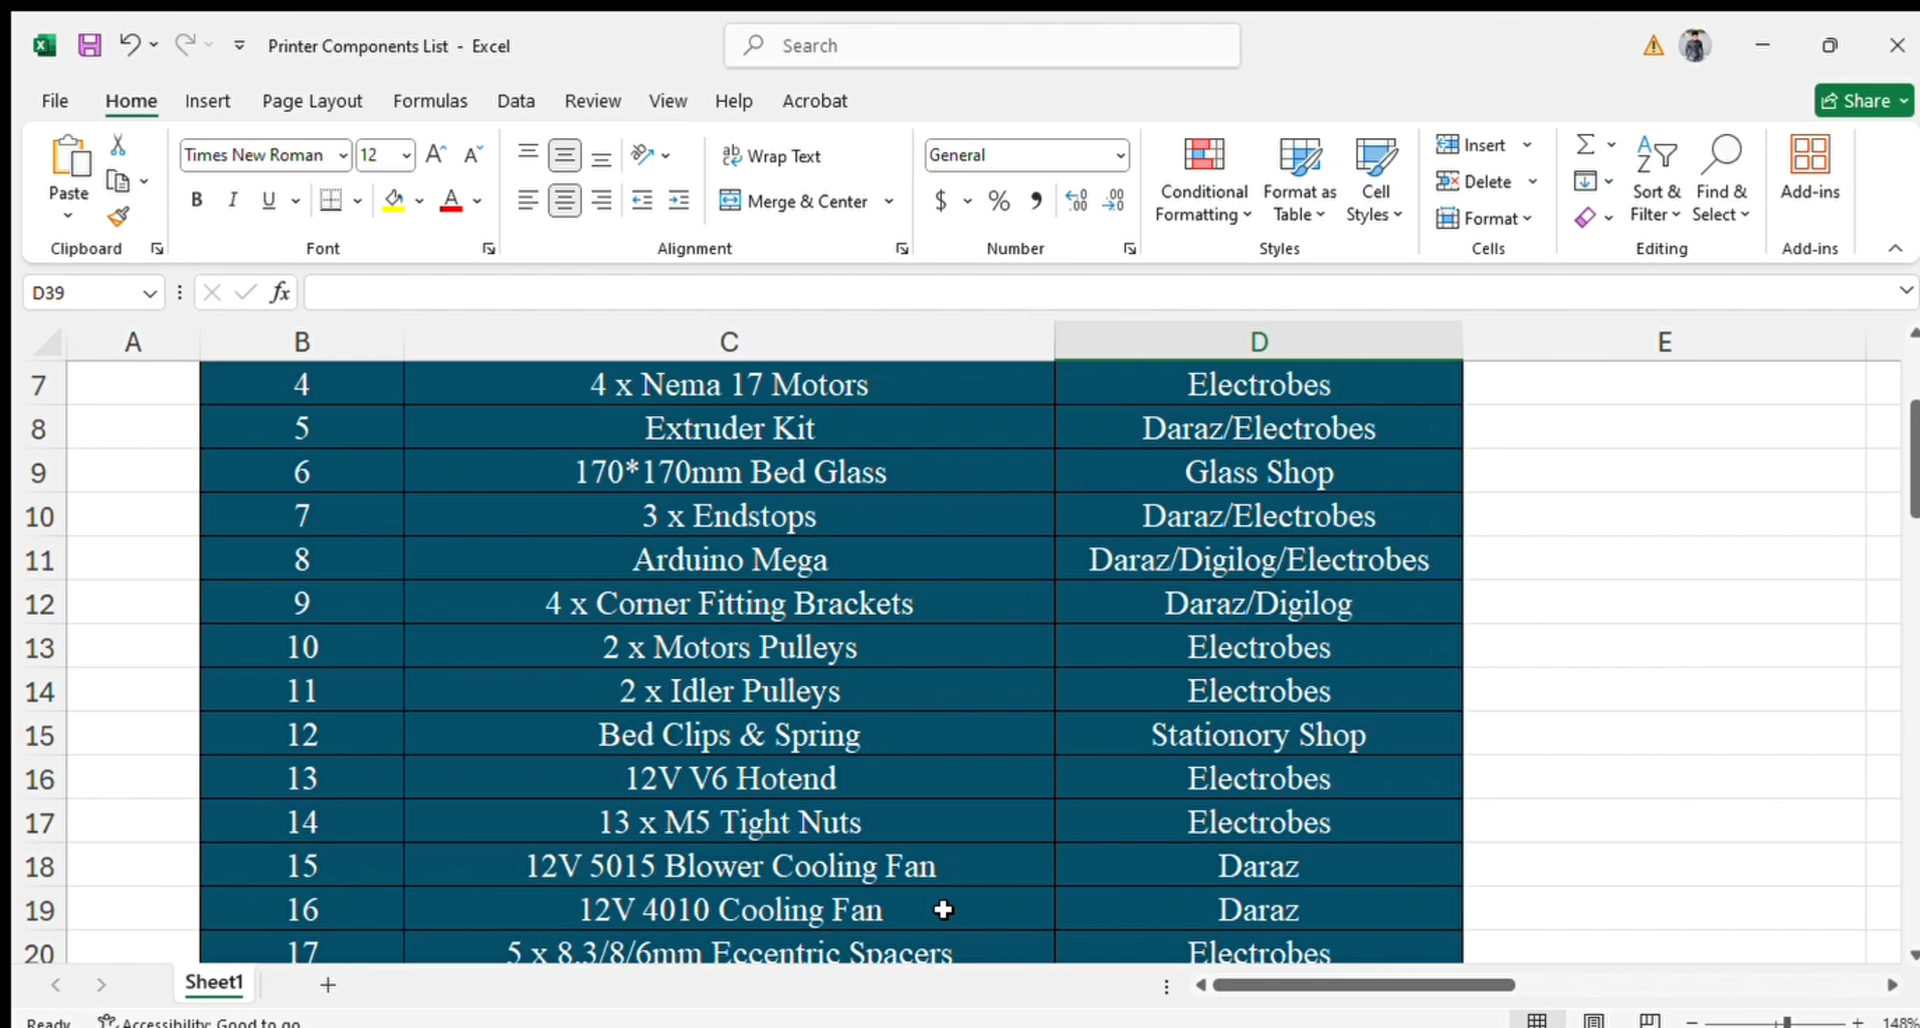 Printer Components List - Excel
Search
File Home Insert Page Layout Formulas Data Review View Help Acrobat
Share
Paste
Times New Roman 12
B I U
Wrap Text
Merge & Center
General
$ % ,
Conditional Formatting
Format as Table
Cell Styles
Insert
Delete
Format
Sort & Filter
Find & Select
Add-ins
Clipboard Font Alignment Number Styles Cells Editing Add-ins
D39 fx
A B C D E
7 4 4 x Nema 17 Motors Electrobes
8 5 Extruder Kit Daraz/Electrobes
9 6 170*170mm Bed Glass Glass Shop
10 7 3 x Endstops Daraz/Electrobes
11 8 Arduino Mega Daraz/Digilog/Electrobes
12 9 4 x Corner Fitting Brackets Daraz/Digilog
13 10 2 x Motors Pulleys Electrobes
14 11 2 x Idler Pulleys Electrobes
15 12 Bed Clips & Spring Stationory Shop
16 13 12V V6 Hotend Electrobes
17 14 13 x M5 Tight Nuts Electrobes
18 15 12V 5015 Blower Cooling Fan Daraz
19 16 12V 4010 Cooling Fan Daraz
20 17 5 x 8.3/8/6mm Eccentric Spacers Electrobes
Sheet1
Ready Accessibility: Good to go 148%